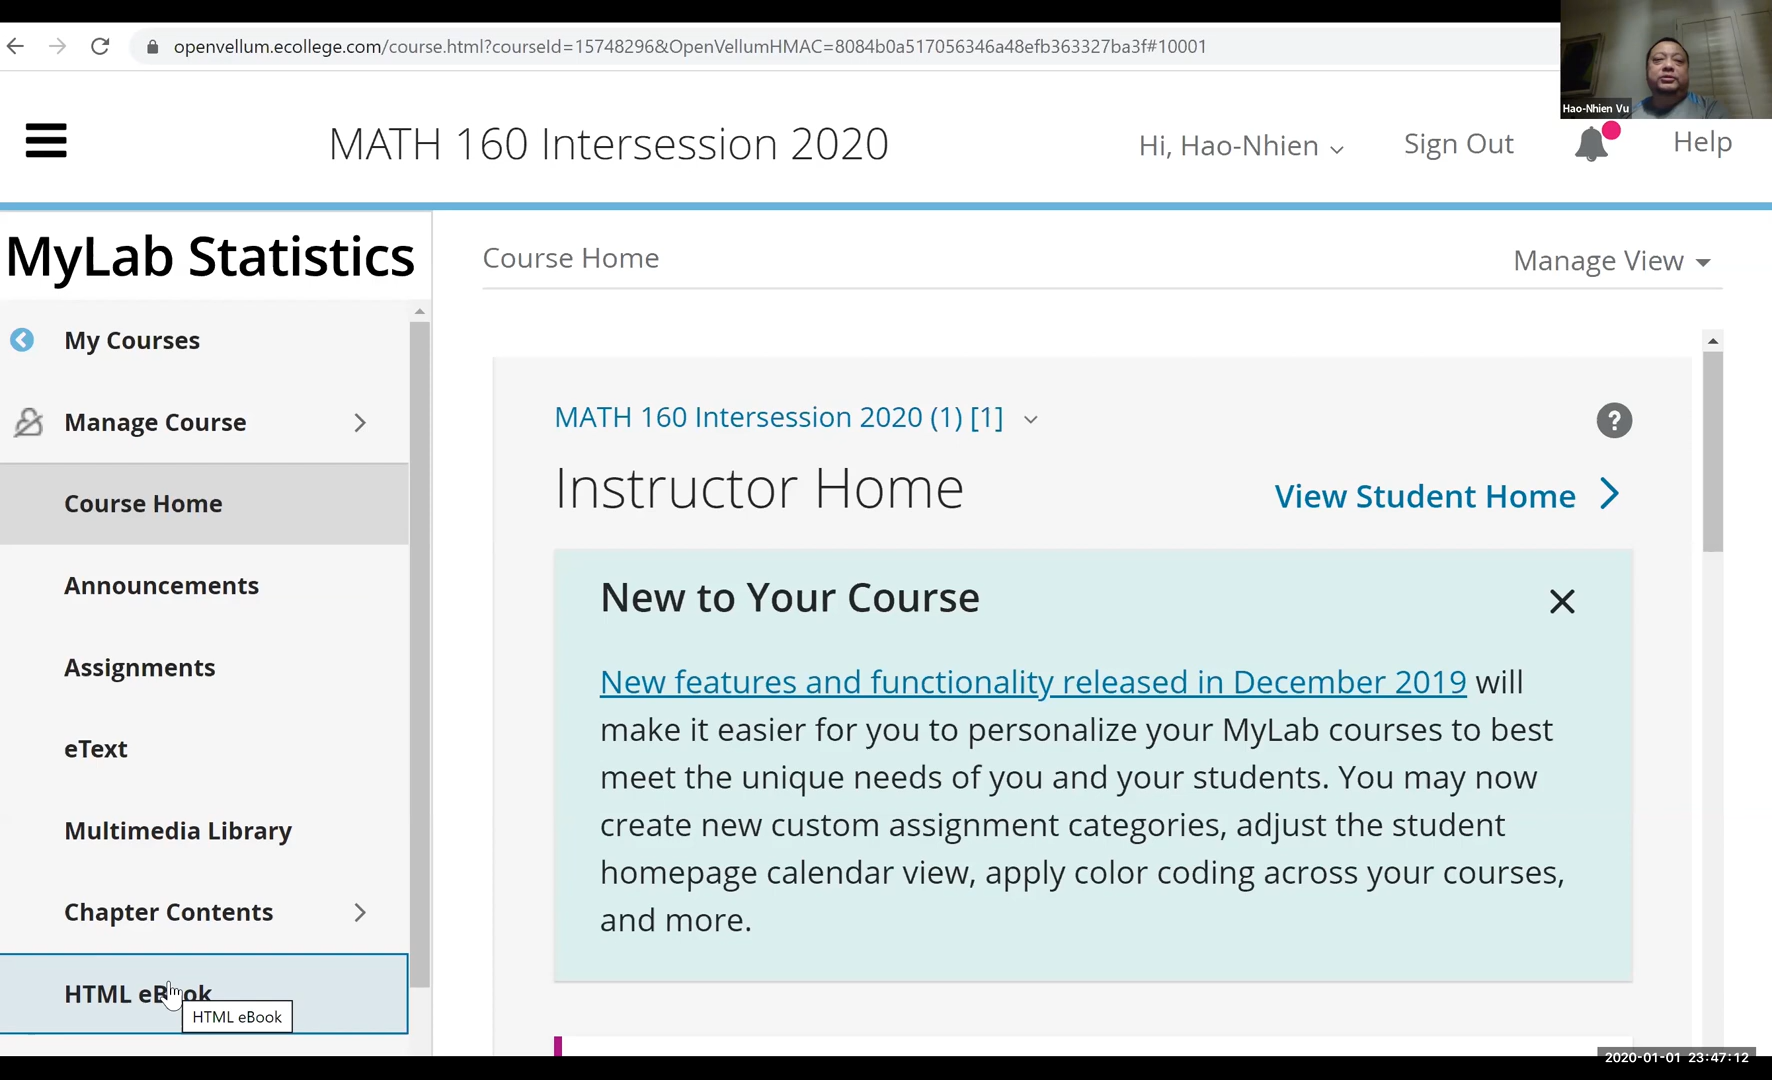 openvellum.ecollege.com/course.html?courseId=15748296&OpenVellumHMAC=8084b0a517056346a48efb363327ba3f#10001
Hao-Nhien Vu
MATH 160 Intersession 2020
Hi, Hao-Nhien
Sign Out
Help
MyLab Statistics
My Courses
Manage Course
Course Home
Announcements
Assignments
eText
Multimedia Library
Chapter Contents
HTML eBook
HTML eBook
Course Home
Manage View
MATH 160 Intersession 2020 (1) [1]
Instructor Home
View Student Home
New to Your Course
New features and functionality released in December 2019 will
make it easier for you to personalize your MyLab courses to best
meet the unique needs of you and your students. You may now
create new custom assignment categories, adjust the student
homepage calendar view, apply color coding across your courses,
and more.
2020-01-01 23:47:12